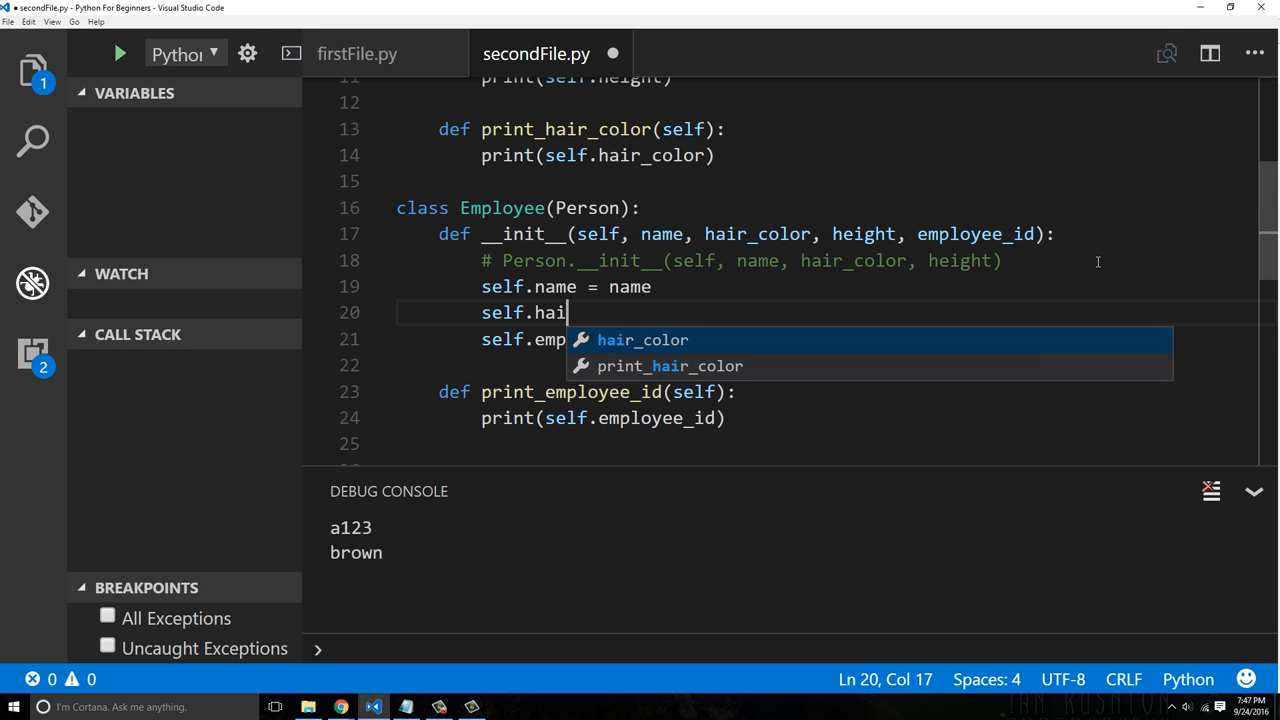 ● secondFile.py - Python For Beginners - Visual Studio Code
File Edit View Go Help
Python firstFile.py secondFile.py ●
1
VARIABLES
WATCH
CALL STACK
2
BREAKPOINTS
All Exceptions
Uncaught Exceptions
11 print(self.height)
12
13 def print_hair_color(self):
14 print(self.hair_color)
15
16 class Employee(Person):
17 def __init__(self, name, hair_color, height, employee_id):
18 # Person.__init__(self, name, hair_color, height)
19 self.name = name
20 self.hai
hair_color
print_hair_color
21 self.emp
22
23 def print_employee_id(self):
24 print(self.employee_id)
25
DEBUG CONSOLE
a123
brown
0 0 Ln 20, Col 17 Spaces: 4 UTF-8 CRLF Python
I'm Cortana. Ask me anything.
7:47 PM
9/24/2016